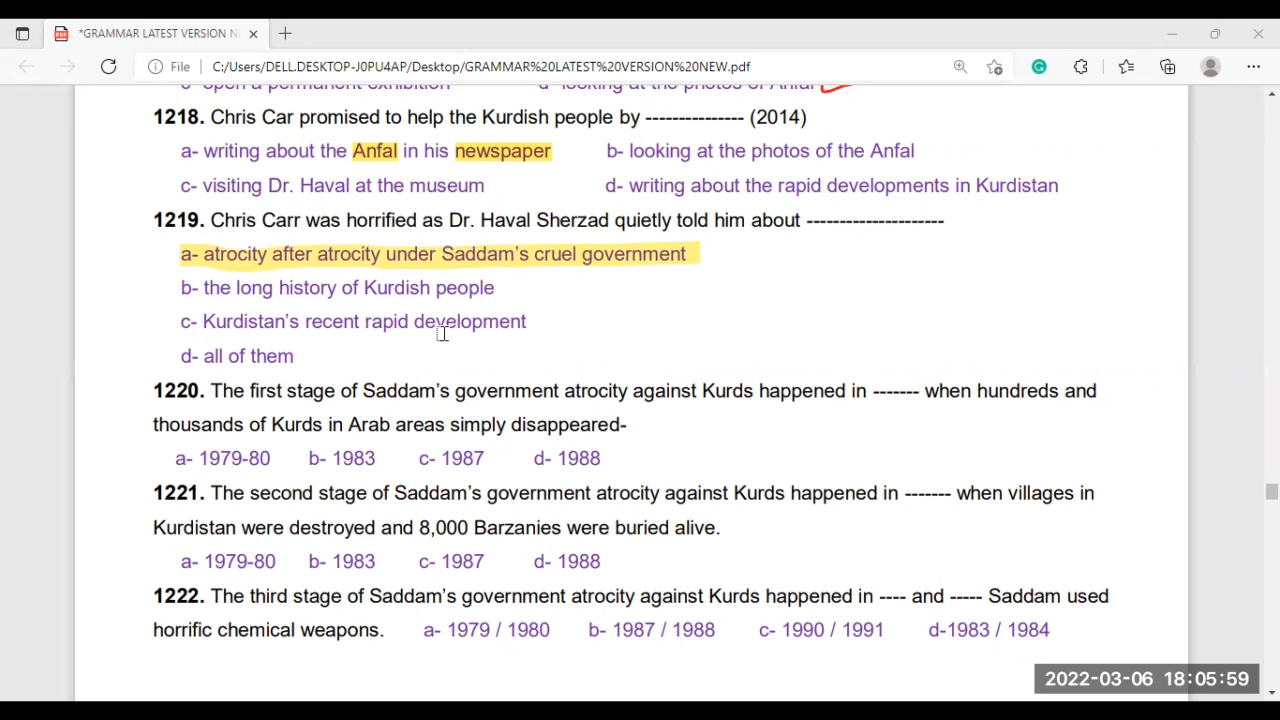 *GRAMMAR LATEST VERSION N
File C:/Users/DELL.DESKTOP-J0PU4AP/Desktop/GRAMMAR%20LATEST%20VERSION%20NEW.pdf
c- open a permanent exhibition d- looking at the photos of Anfal
1218. Chris Car promised to help the Kurdish people by --------------- (2014)
a- writing about the Anfal in his newspaper b- looking at the photos of the Anfal
c- visiting Dr. Haval at the museum d- writing about the rapid developments in Kurdistan
1219. Chris Carr was horrified as Dr. Haval Sherzad quietly told him about ---------------------
a- atrocity after atrocity under Saddam’s cruel government
b- the long history of Kurdish people
c- Kurdistan’s recent rapid development
d- all of them
1220. The first stage of Saddam’s government atrocity against Kurds happened in ------- when hundreds and
thousands of Kurds in Arab areas simply disappeared-
a- 1979-80 b- 1983 c- 1987 d- 1988
1221. The second stage of Saddam’s government atrocity against Kurds happened in ------- when villages in
Kurdistan were destroyed and 8,000 Barzanies were buried alive.
a- 1979-80 b- 1983 c- 1987 d- 1988
1222. The third stage of Saddam’s government atrocity against Kurds happened in ---- and ----- Saddam used
horrific chemical weapons. a- 1979 / 1980 b- 1987 / 1988 c- 1990 / 1991 d-1983 / 1984
2022-03-06 18:05:59